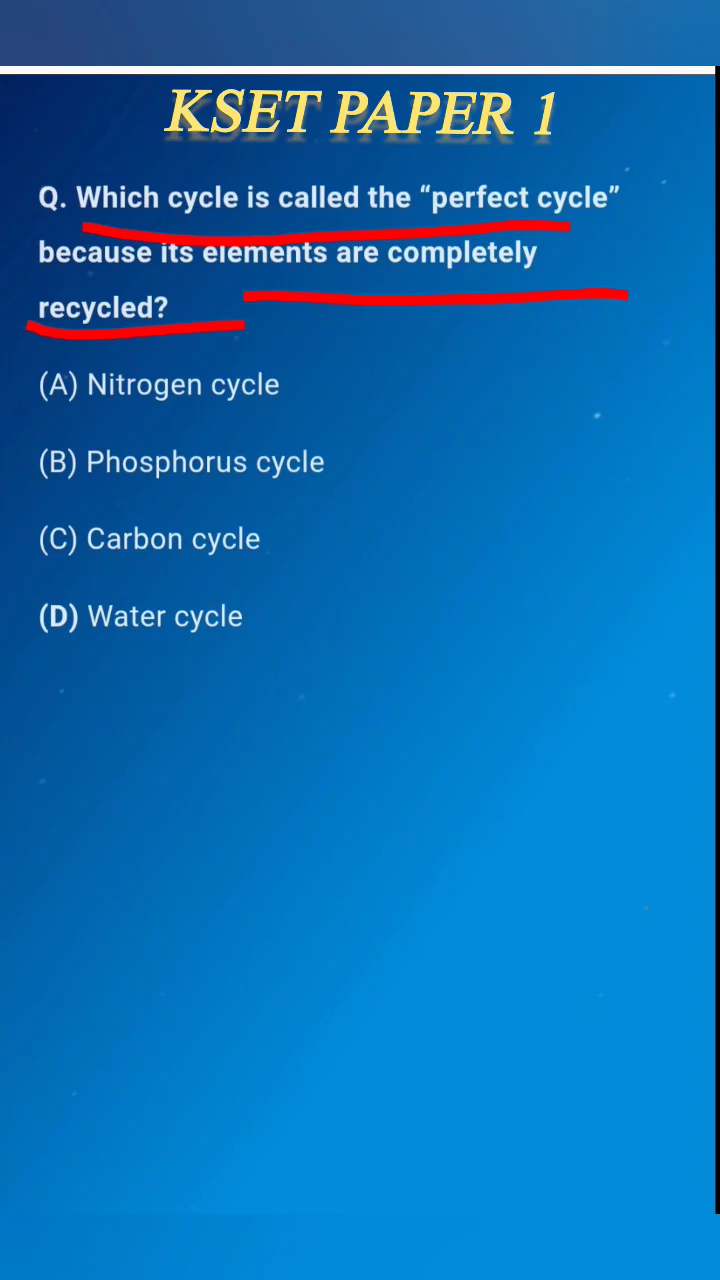 KSET PAPER 1
Q. Which cycle is called the “perfect cycle”
because its elements are completely
recycled?
(A) Nitrogen cycle
(B) Phosphorus cycle
(C) Carbon cycle
(D) Water cycle